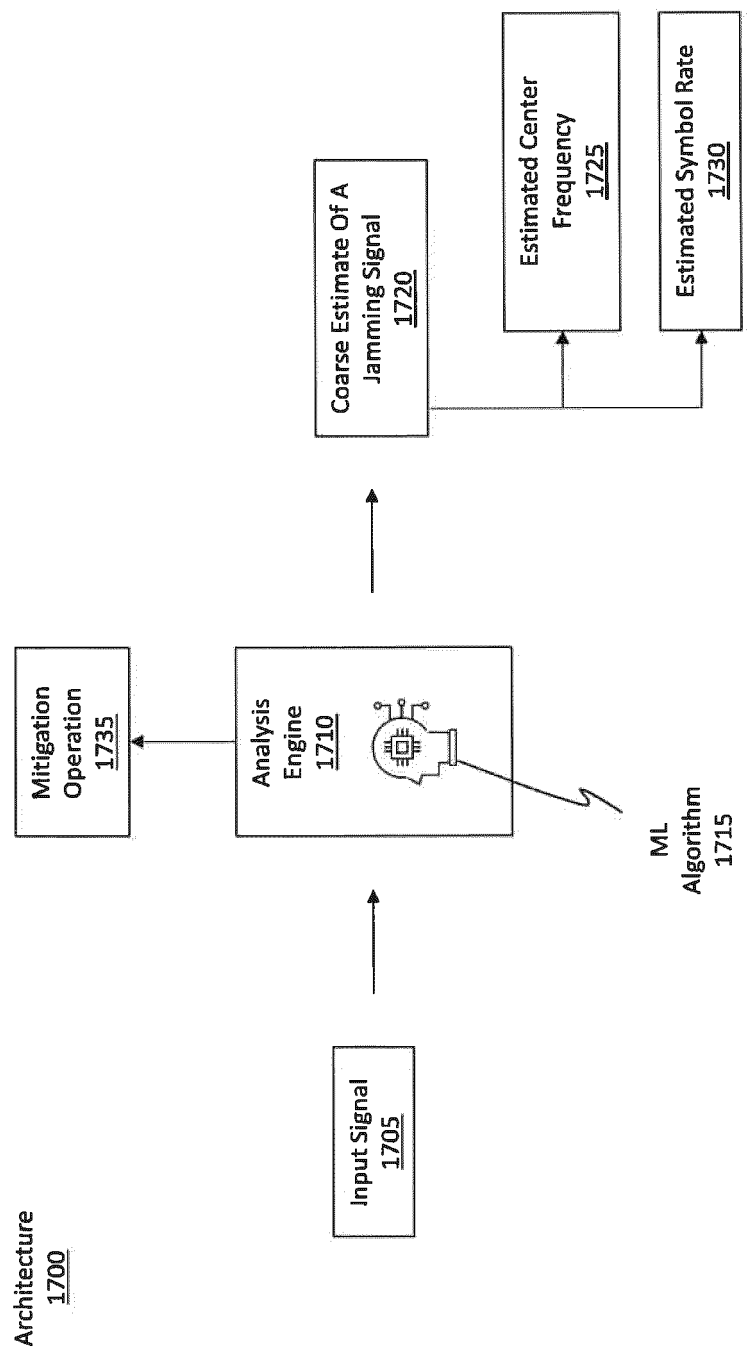 Architecture
1700
Input Signal
1705
Mitigation
Operation
1735
Analysis
Engine
1710
ML
Algorithm
1715
Coarse Estimate Of A
Jamming Signal
1720
Estimated Center
Frequency
1725
Estimated Symbol Rate
1730